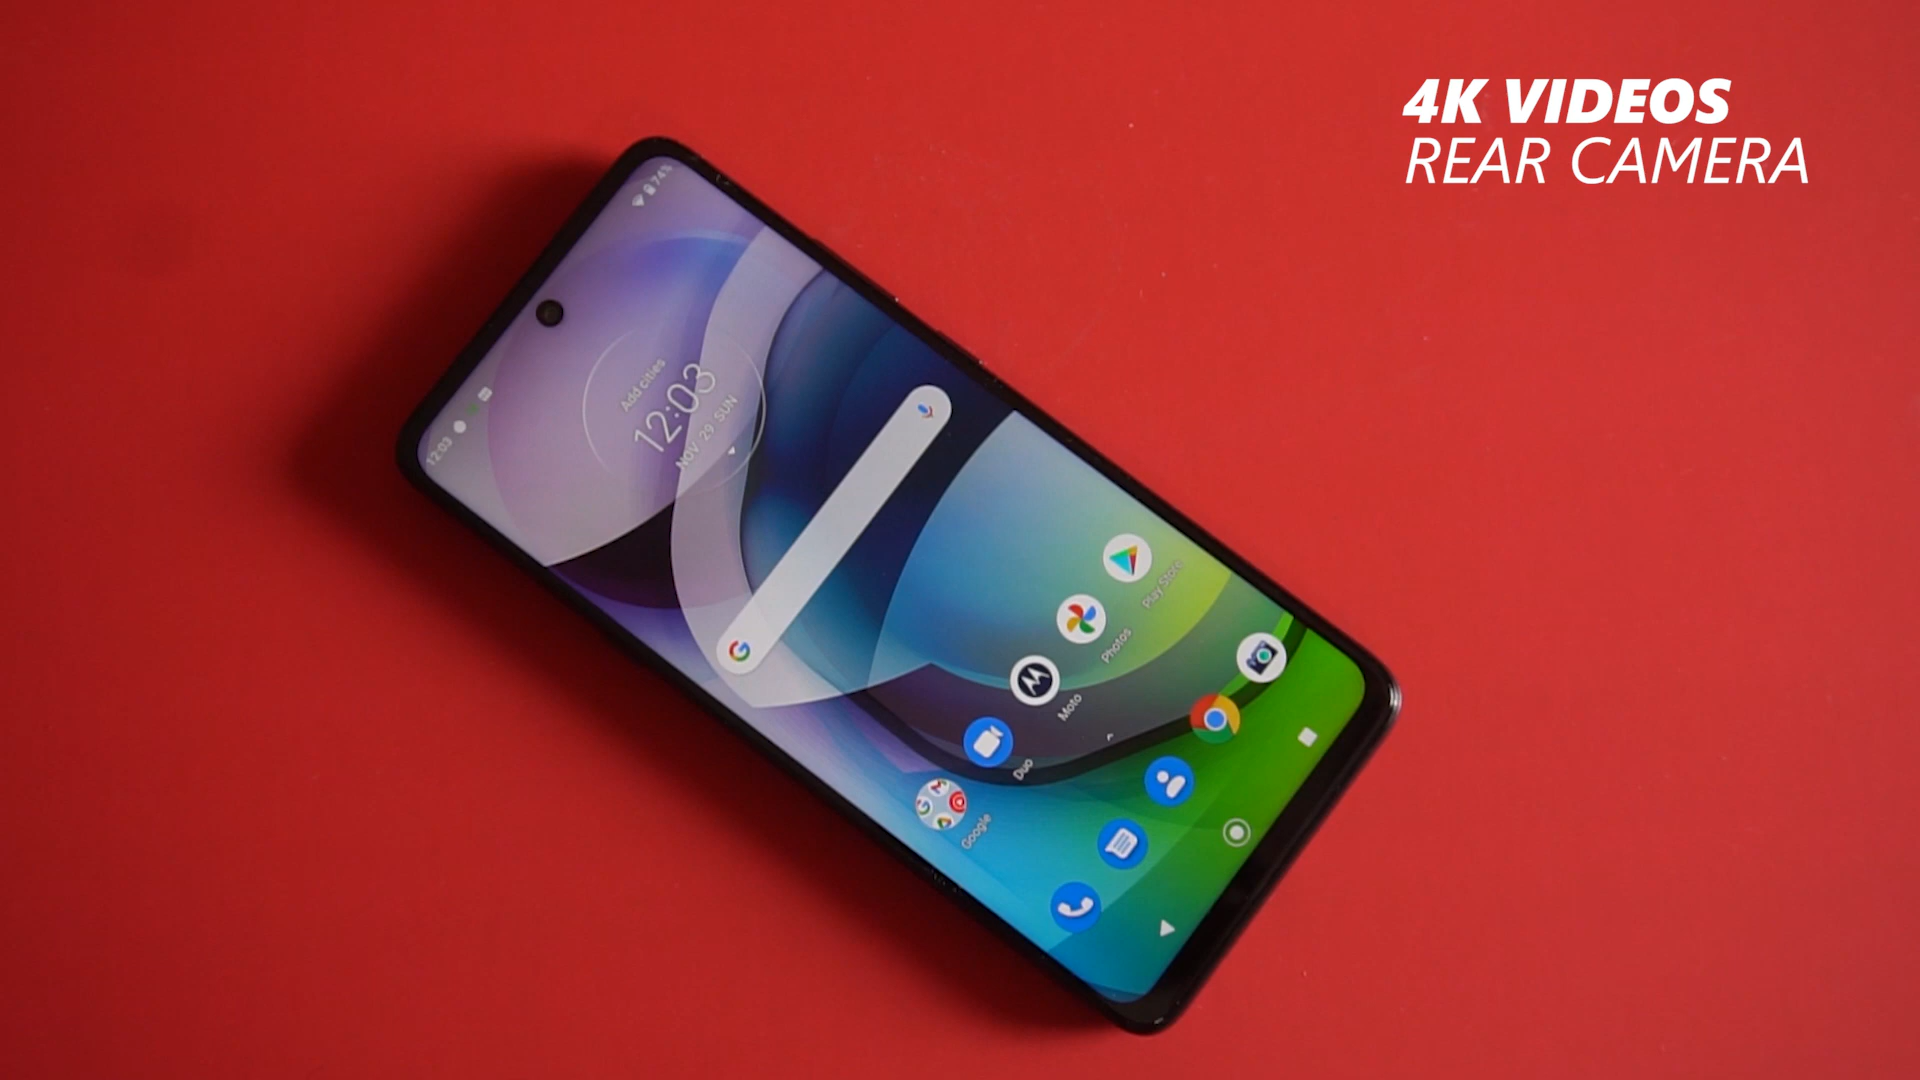 4K VIDEOS
REAR CAMERA
74%
12:03
Add cities
12:03
NOV 29 SUN
Play Store
Photos
Moto
Duo
Google